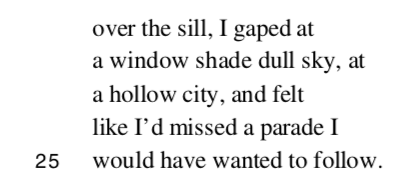 over the sill, I gaped at
a window shade dull sky, at
a hollow city, and felt
like I’d missed a parade I
25 would have wanted to follow.